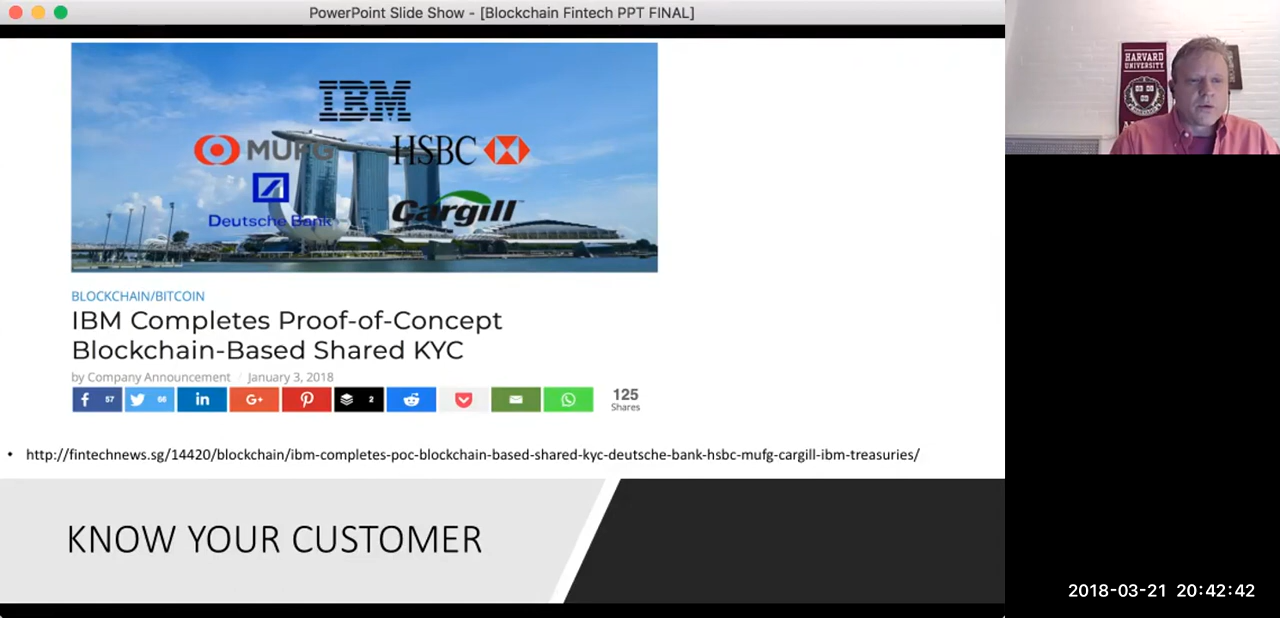 PowerPoint Slide Show - [Blockchain Fintech PPT FINAL]
IBM
MUFG
HSBC
Deutsche Bank
Cargill™
BLOCKCHAIN/BITCOIN
IBM Completes Proof-of-Concept
Blockchain-Based Shared KYC
by Company Announcement / January 3, 2018
57
66
in
G+
2
125
Shares
• http://fintechnews.sg/14420/blockchain/ibm-completes-poc-blockchain-based-shared-kyc-deutsche-bank-hsbc-mufg-cargill-ibm-treasuries/
KNOW YOUR CUSTOMER
HARVARD
UNIVERSITY
2018-03-21 20:42:42